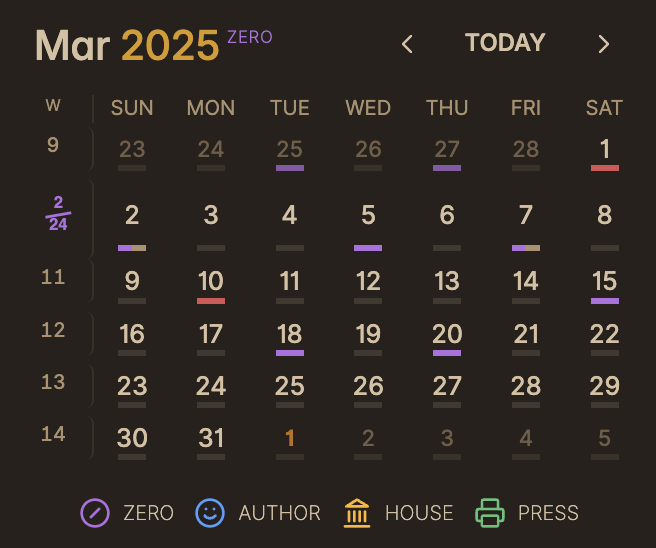 Mar 2025 ZERO TODAY
W SUN MON TUE WED THU FRI SAT
9 23 24 25 26 27 28 1
2/24 2 3 4 5 6 7 8
11 9 10 11 12 13 14 15
12 16 17 18 19 20 21 22
13 23 24 25 26 27 28 29
14 30 31 1 2 3 4 5
ZERO AUTHOR HOUSE PRESS